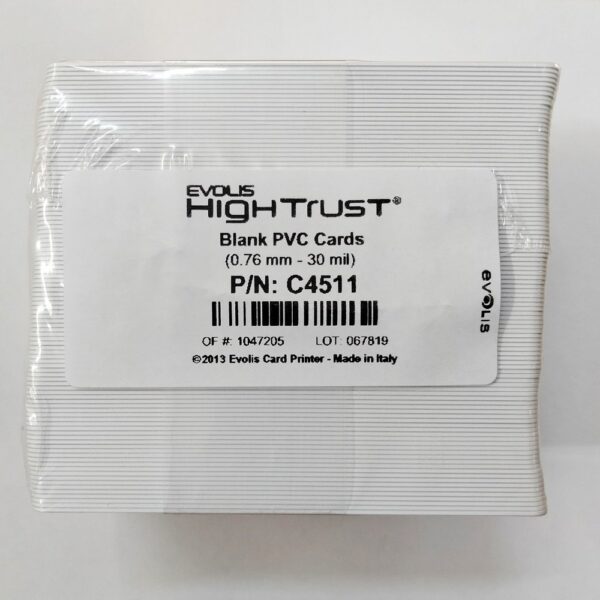 EVOLIS
HIGHTRUST®
Blank PVC Cards
(0.76 mm - 30 mil)
P/N: C4511
OF #: 1047205 LOT: 067819
©2013 Evolis Card Printer - Made in Italy
evolis